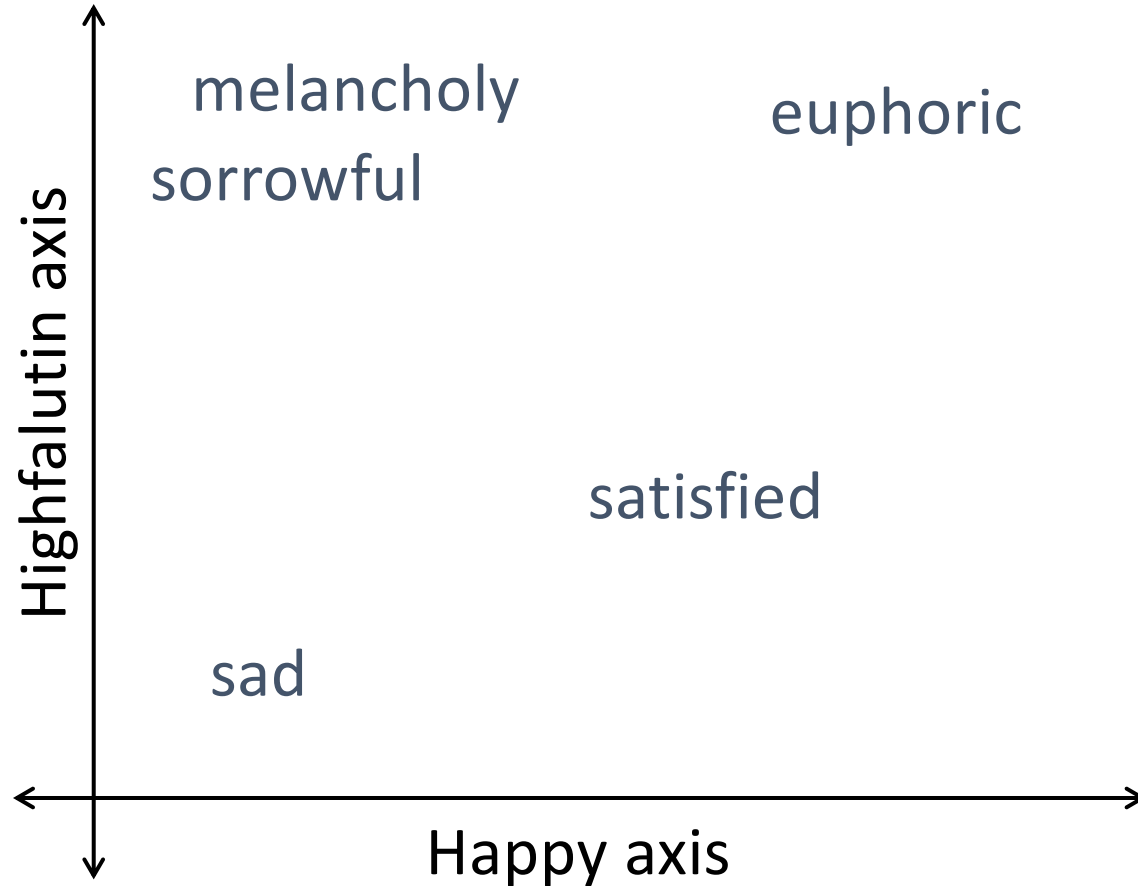 melancholy
euphoric
sorrowful
Highfalutin axis
satisfied
sad
Happy axis